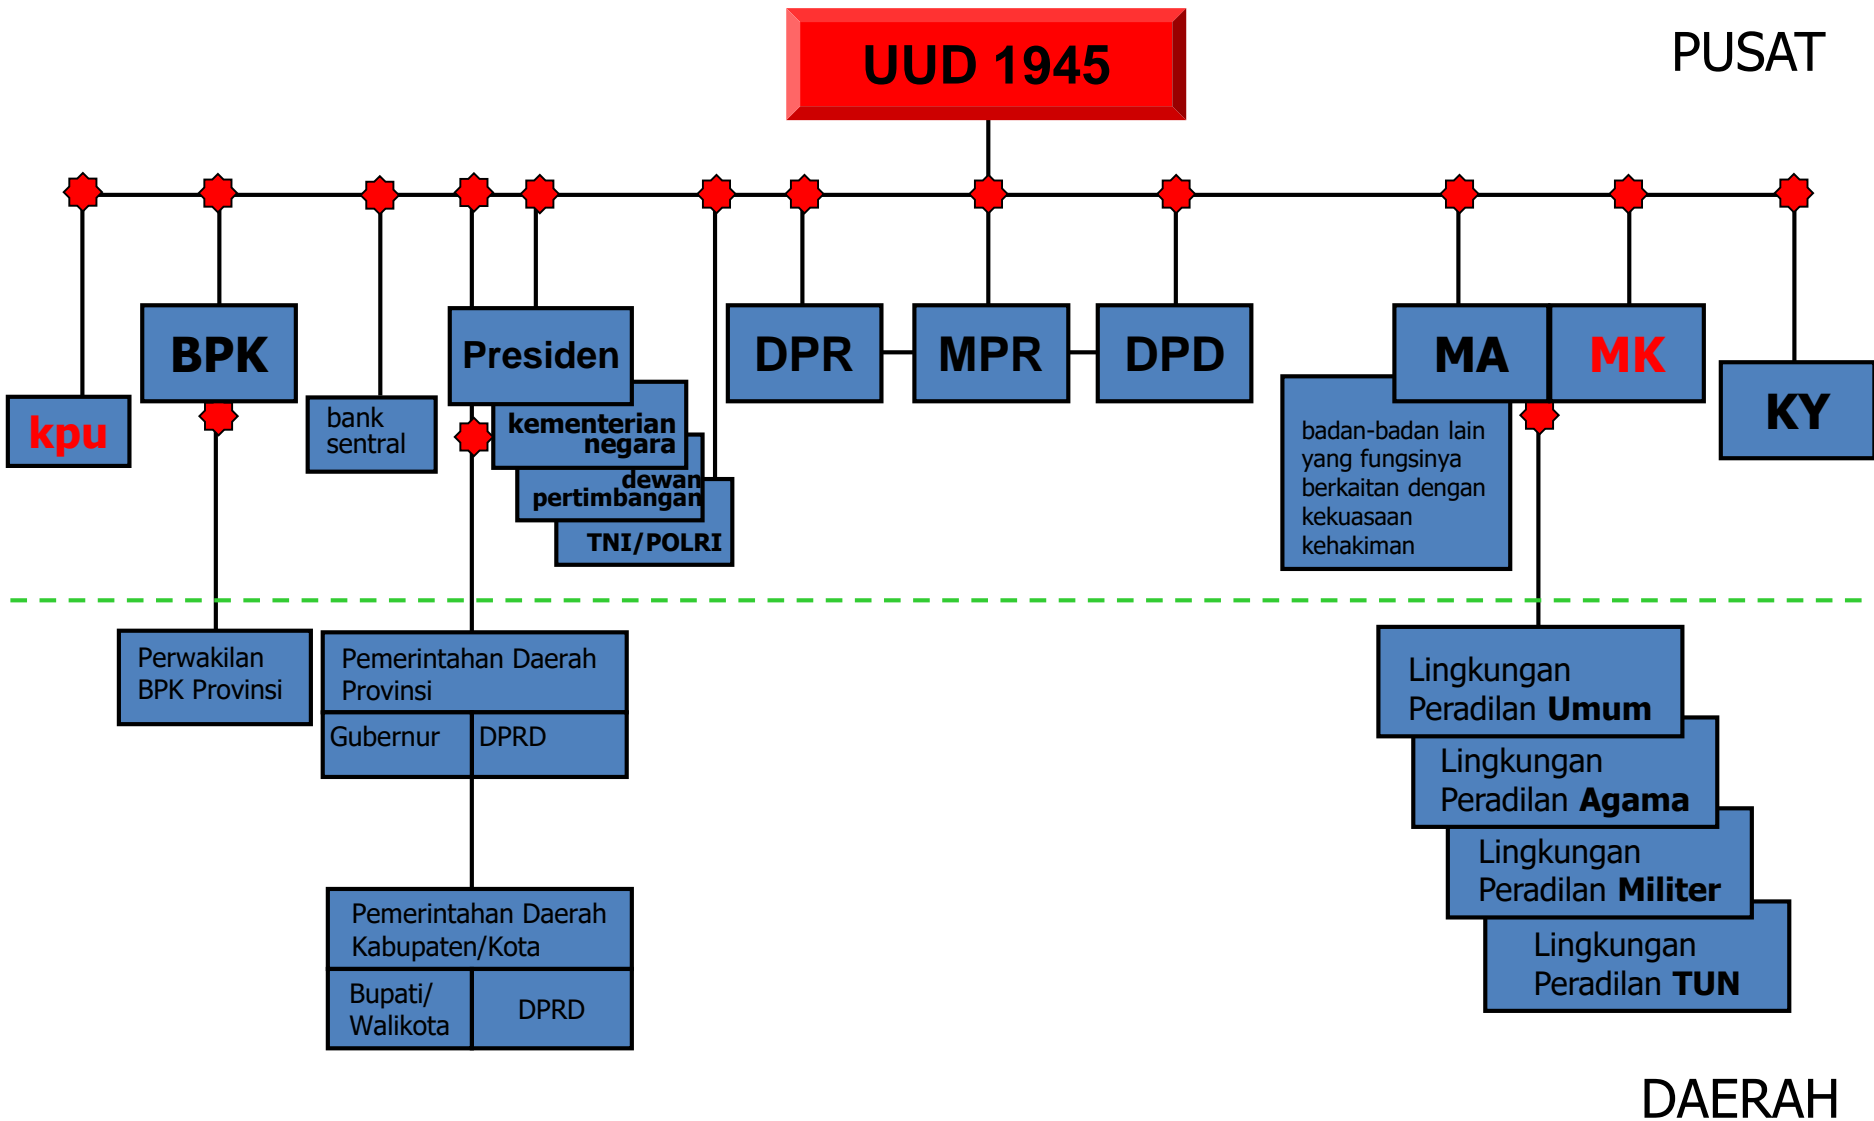 UUD 1945
PUSAT
kpu
BPK
bank
sentral
Presiden
kementerian
negara
dewan
pertimbangan
TNI/POLRI
DPR
MPR
DPD
MA
MK
KY
badan-badan lain
yang fungsinya
berkaitan dengan
kekuasaan
kehakiman
Perwakilan
BPK Provinsi
Pemerintahan Daerah
Provinsi
Gubernur
DPRD
Pemerintahan Daerah
Kabupaten/Kota
Bupati/
Walikota
DPRD
Lingkungan
Peradilan Umum
Lingkungan
Peradilan Agama
Lingkungan
Peradilan Militer
Lingkungan
Peradilan TUN
DAERAH